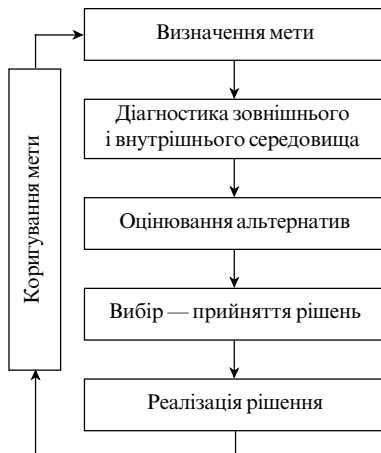 Визначення мети
Діагностика зовнішнього
і внутрішнього середовища
Оцінювання альтернатив
Вибір — прийняття рішень
Реалізація рішення
Коригування мети